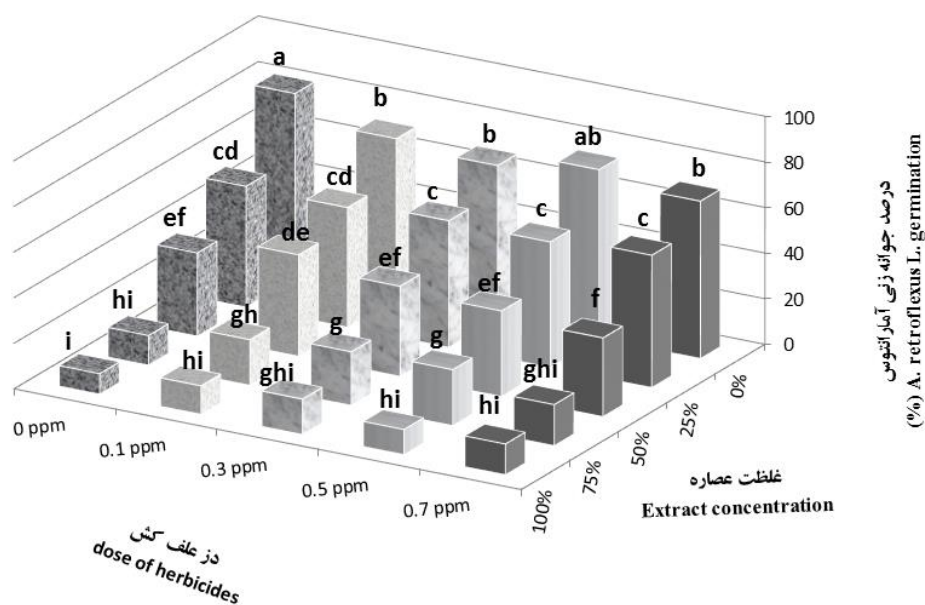 a
b
b
ab
b
cd
cd
c
c
c
ef
de
ef
ef
f
hi
gh
g
g
ghi
i
hi
ghi
hi
hi
100
80
60
40
20
0
درصد جوانه زنی آمارانتوس
(%) A. retroflexus L. germination
0%
25%
50%
75%
100%
غلظت عصاره
Extract concentration
0 ppm
0.1 ppm
0.3 ppm
0.5 ppm
0.7 ppm
دز علف کش
dose of herbicides